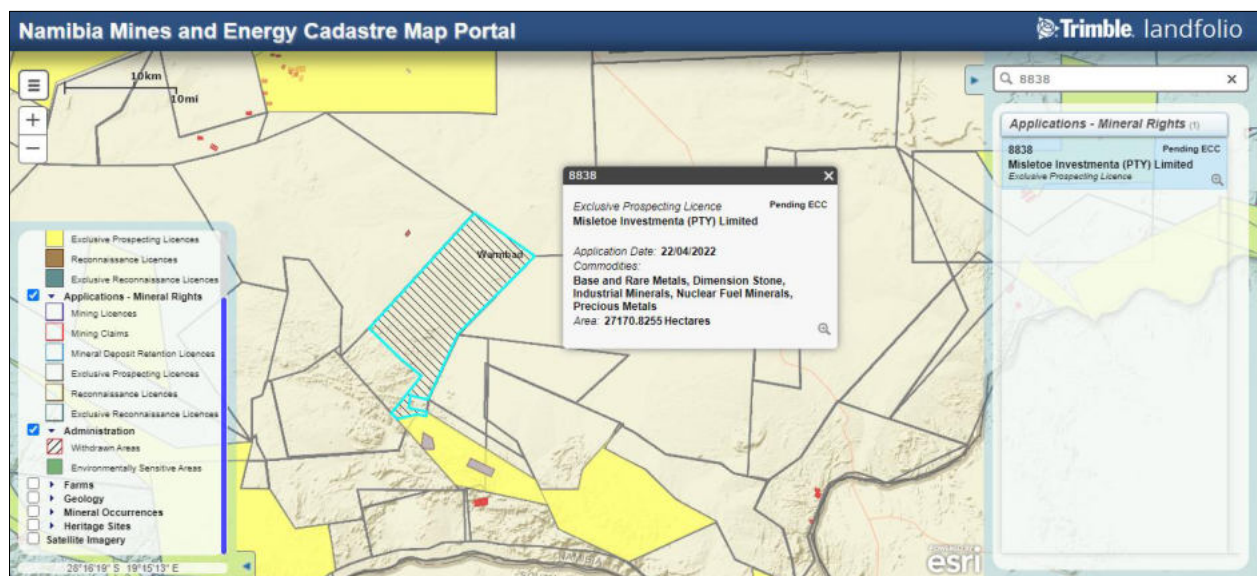 Namibia Mines and Energy Cadastre Map Portal
Trimble. landfolio
10km
10mi
+
−
8838
Applications - Mineral Rights (1)
8838 Pending ECC
Misletoe Investmenta (PTY) Limited
Exclusive Prospecting Licence
8838
Exclusive Prospecting Licence Pending ECC
Misletoe Investmenta (PTY) Limited
Application Date: 22/04/2022
Commodities:
Base and Rare Metals, Dimension Stone,
Industrial Minerals, Nuclear Fuel Minerals,
Precious Metals
Area: 27170.8255 Hectares
Warmbad
Exclusive Prospecting Licences
Reconnaissance Licences
Exclusive Reconnaissance Licences
Applications - Mineral Rights
Mining Licences
Mining Claims
Mineral Deposit Retention Licences
Exclusive Prospecting Licences
Reconnaissance Licences
Exclusive Reconnaissance Licences
Administration
Withdrawn Areas
Environmentally Sensitive Areas
Farms
Geology
Mineral Occurrences
Heritage Sites
Satellite Imagery
28°16'19" S 19°15'13" E
NAMIBIA
POWERED BY
esri